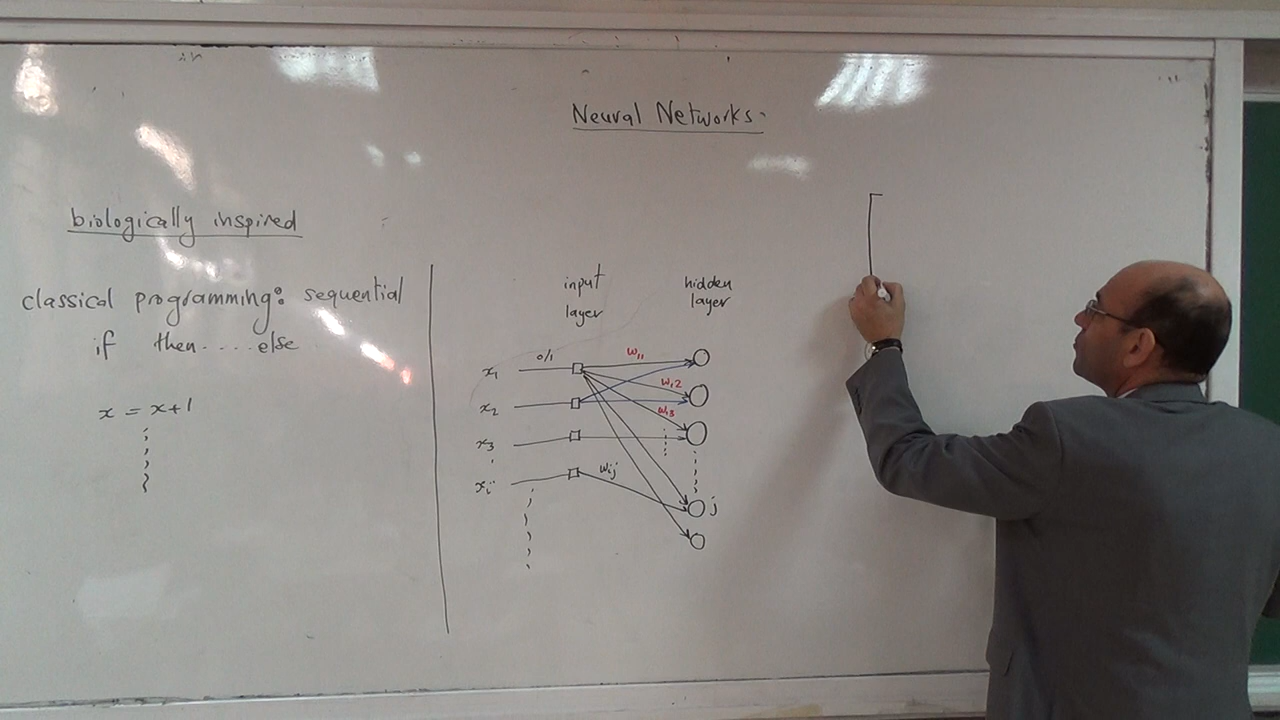 Neural Networks.
biologically inspired
classical programming: sequential
if then.....else
x = x+1
input
layer
hidden
layer
x1
0/1
w11
x2
w12
x3
w13
xi
wij
j